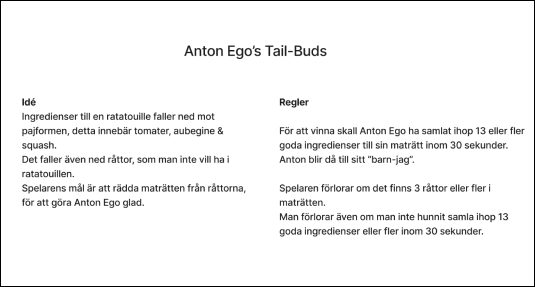 Anton Ego's Tail-Buds
Idé
Ingredienser till en ratatouille faller ned mot
pajformen, detta innebär tomater, aubegine &
squash.
Det faller även ned råttor, som man inte vill ha i
ratatouillen.
Spelarens mål är att rädda maträtten från råttorna,
för att göra Anton Ego glad.
Regler
För att vinna skall Anton Ego ha samlat ihop 13 eller fler
goda ingredienser till sin maträtt inom 30 sekunder.
Anton blir då till sitt "barn-jag".
Spelaren förlorar om det finns 3 råttor eller fler i
maträtten.
Man förlorar även om man inte hunnit samla ihop 13
goda ingredienser eller fler inom 30 sekunder.